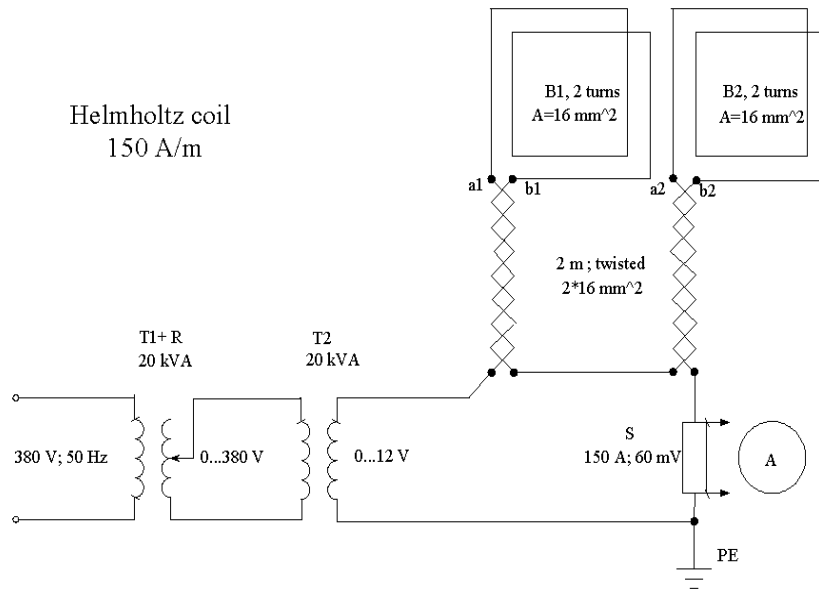 Helmholtz coil
150 A/m
B1, 2 turns
A=16 mm^2
B2, 2 turns
A=16 mm^2
a1
b1
a2
b2
2 m ; twisted
2*16 mm^2
T1+ R
20 kVA
T2
20 kVA
380 V; 50 Hz
0...380 V
0...12 V
S
150 A; 60 mV
A
PE